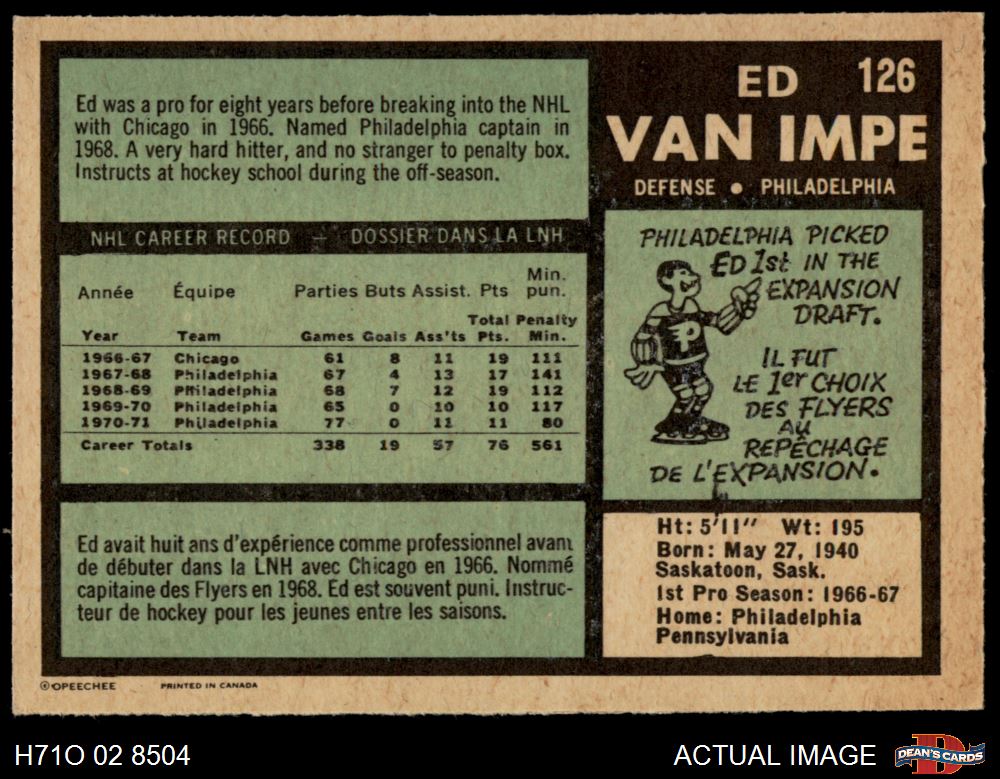 Ed was a pro for eight years before breaking into the NHL
with Chicago in 1966. Named Philadelphia captain in
1968. A very hard hitter, and no stranger to penalty box.
Instructs at hockey school during the off-season.
NHL CAREER RECORD – DOSSIER DANS LA LNH
Année Équipe Parties Buts Assist. Pts Min. pun.
Year Team Games Goals Ass'ts Total Pts. Penalty Min.
1966-67 Chicago 61 8 11 19 111
1967-68 Philadelphia 67 4 13 17 141
1968-69 Philadelphia 68 7 12 19 112
1969-70 Philadelphia 65 0 10 10 117
1970-71 Philadelphia 77 0 11 11 80
Career Totals 338 19 57 76 561
Ed avait huit ans d'expérience comme professionnel avant
de débuter dans la LNH avec Chicago en 1966. Nommé
capitaine des Flyers en 1968. Ed est souvent puni. Instruc-
teur de hockey pour les jeunes entre les saisons.
ED 126
VAN IMPE
DEFENSE • PHILADELPHIA
PHILADELPHIA PICKED
ED 1st IN THE
EXPANSION
DRAFT.
P
IL FUT
LE 1er CHOIX
DES FLYERS
AU
REPÊCHAGE
DE L'EXPANSION.
Ht: 5'11" Wt: 195
Born: May 27, 1940
Saskatoon, Sask.
1st Pro Season: 1966-67
Home: Philadelphia
Pennsylvania
© OPEECHEE PRINTED IN CANADA
H71O 02 8504 ACTUAL IMAGE DEAN'S CARDS